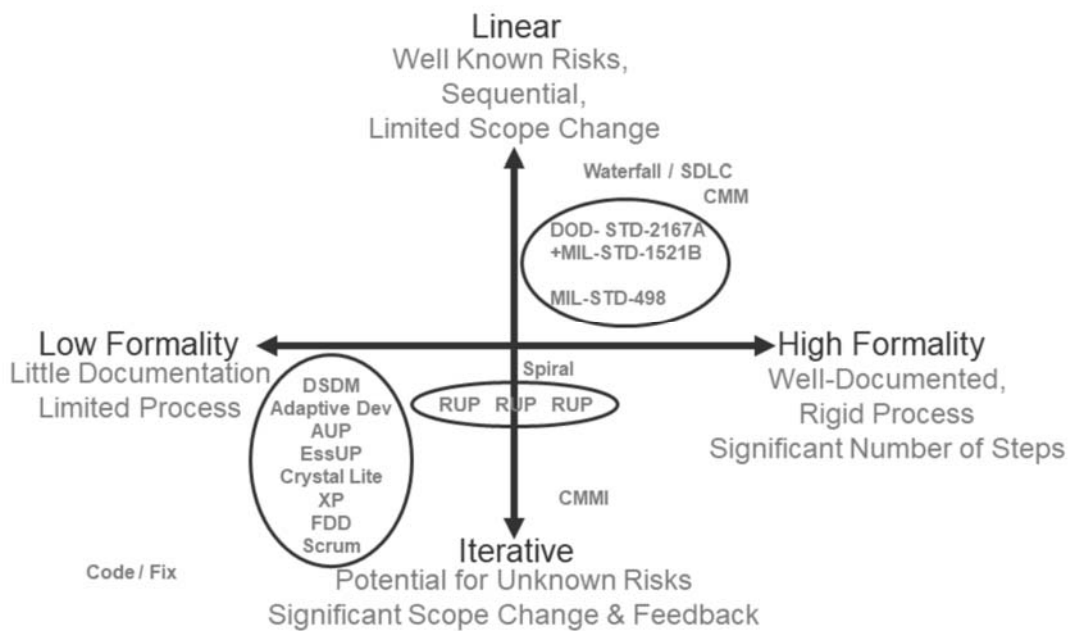 Linear
Well Known Risks,
Sequential,
Limited Scope Change
Waterfall / SDLC
CMM
DOD- STD-2167A
+MIL-STD-1521B
MIL-STD-498
Low Formality
Little Documentation
Limited Process
High Formality
Well-Documented,
Rigid Process
Significant Number of Steps
Spiral
RUP RUP RUP
DSDM
Adaptive Dev
AUP
EssUP
Crystal Lite
XP
FDD
Scrum
CMMI
Code / Fix
Iterative
Potential for Unknown Risks
Significant Scope Change & Feedback